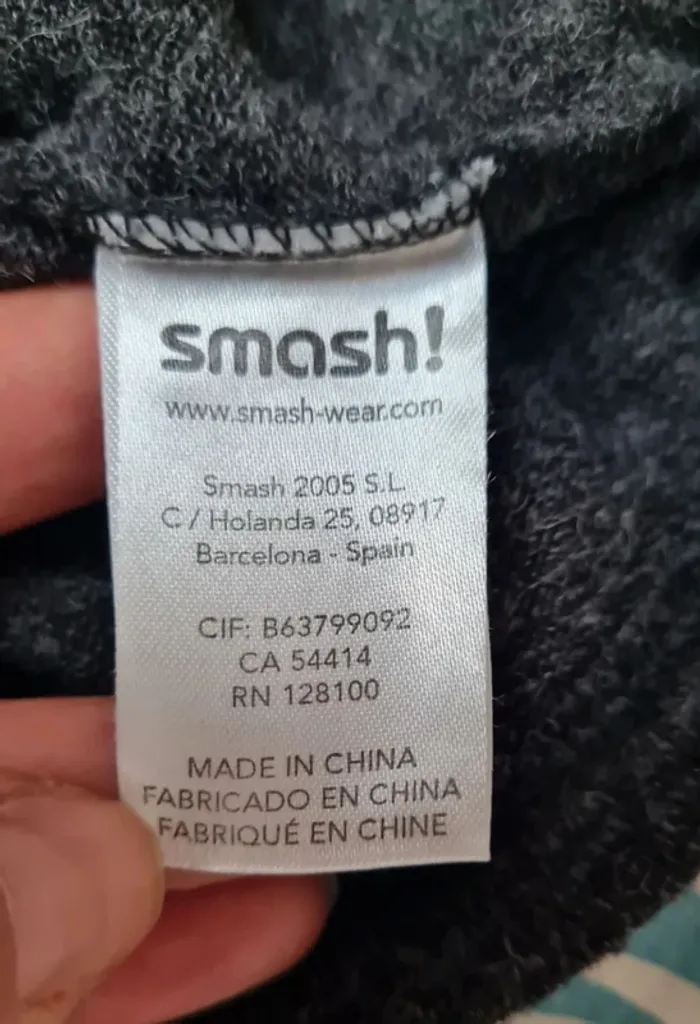 smash!
www.smash-wear.com
Smash 2005 S.L.
C/ Holanda 25, 08917
Barcelona - Spain
CIF: B63799092
CA 54414
RN 128100
MADE IN CHINA
FABRICADO EN CHINA
FABRIQUÉ EN CHINE